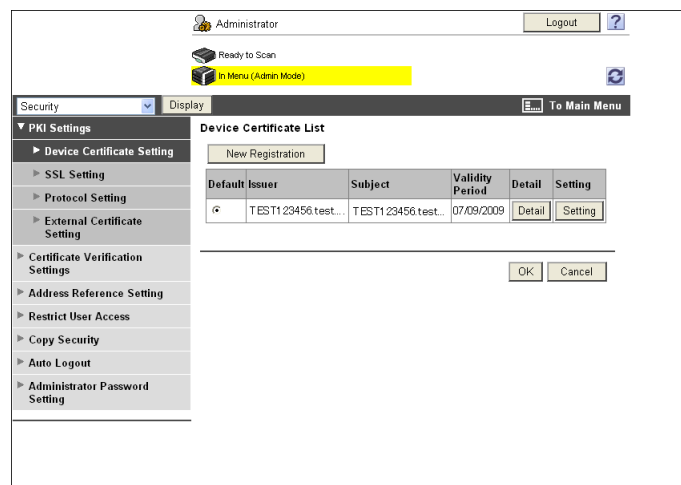 Administrator
Logout
?
Ready to Scan
In Menu (Admin Mode)
Security
Display
To Main Menu
▼ PKI Settings
► Device Certificate Setting
► SSL Setting
► Protocol Setting
► External Certificate
Setting
► Certificate Verification
Settings
► Address Reference Setting
► Restrict User Access
► Copy Security
► Auto Logout
► Administrator Password
Setting
Device Certificate List
New Registration
Default Issuer Subject Validity Period Detail Setting
TEST123456.test.... TEST123456.test... 07/09/2009 Detail Setting
OK Cancel